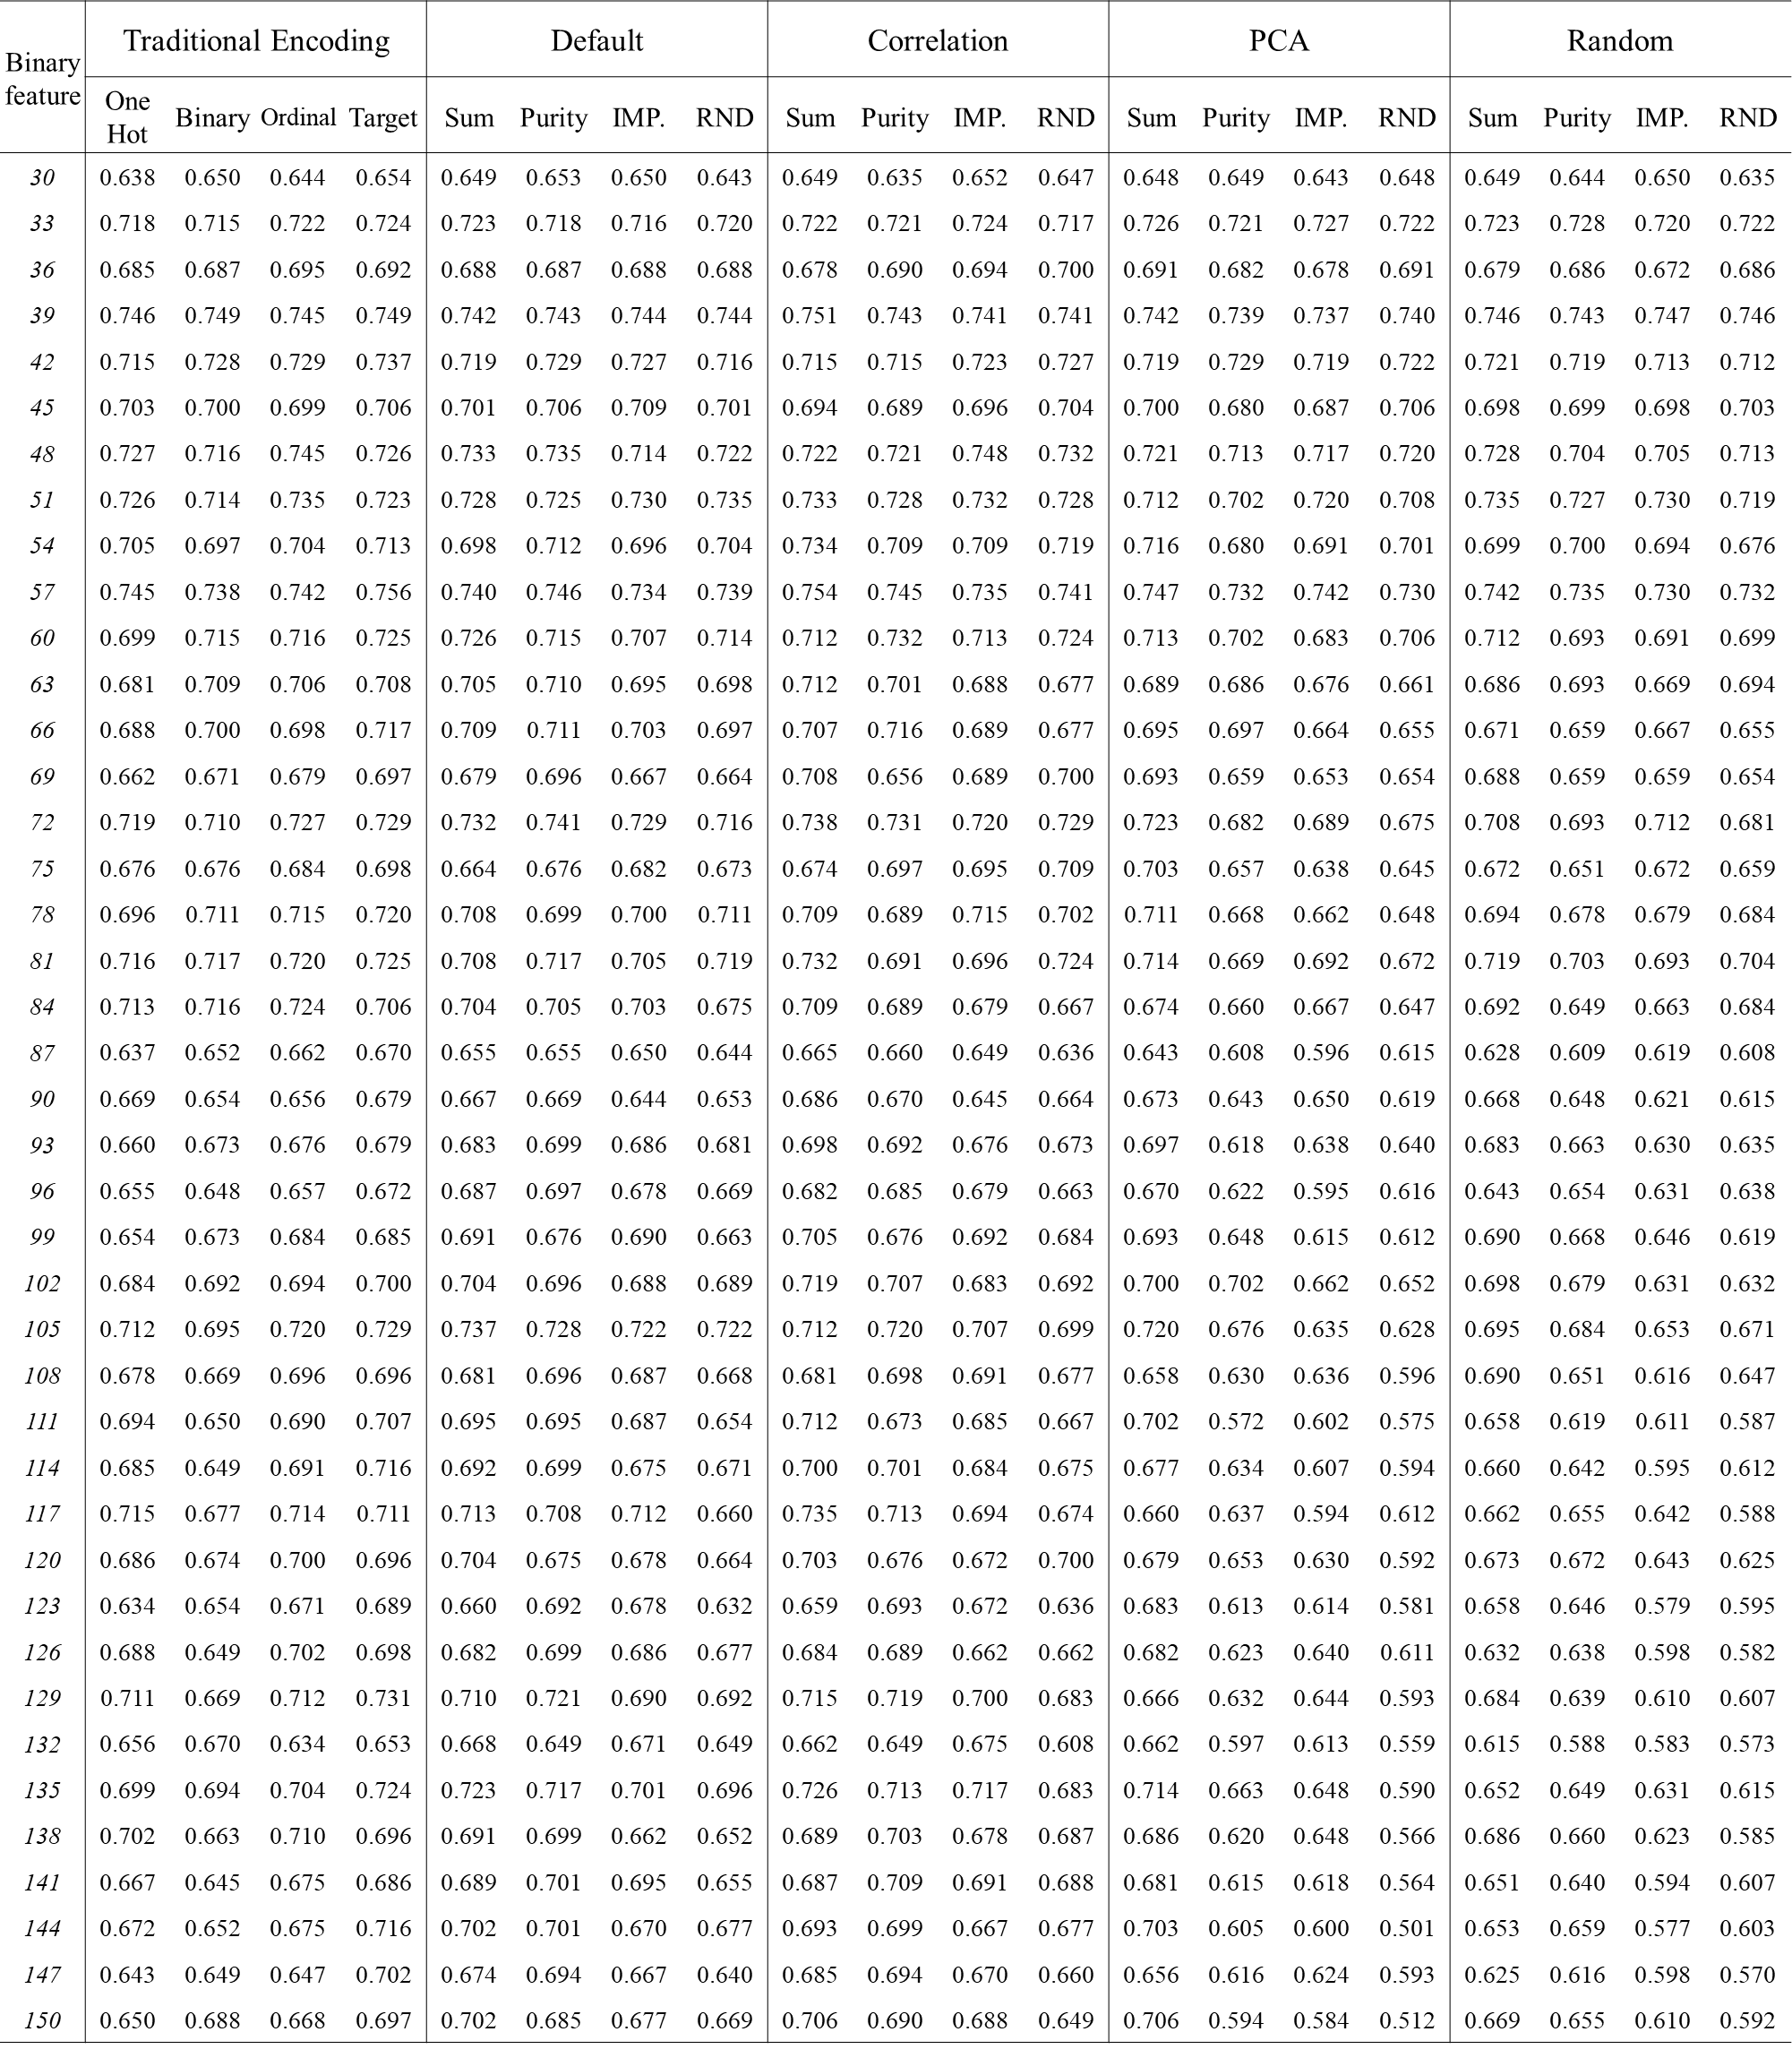 Binary feature Traditional Encoding Default Correlation PCA Random
One Hot Binary Ordinal Target Sum Purity IMP. RND Sum Purity IMP. RND Sum Purity IMP. RND Sum Purity IMP. RND
30 0.638 0.650 0.644 0.654 0.649 0.653 0.650 0.643 0.649 0.635 0.652 0.647 0.648 0.649 0.643 0.648 0.649 0.644 0.650 0.635
33 0.718 0.715 0.722 0.724 0.723 0.718 0.716 0.720 0.722 0.721 0.724 0.717 0.726 0.721 0.727 0.722 0.723 0.728 0.720 0.722
36 0.685 0.687 0.695 0.692 0.688 0.687 0.688 0.688 0.678 0.690 0.694 0.700 0.691 0.682 0.678 0.691 0.679 0.686 0.672 0.686
39 0.746 0.749 0.745 0.749 0.742 0.743 0.744 0.744 0.751 0.743 0.741 0.741 0.742 0.739 0.737 0.740 0.746 0.743 0.747 0.746
42 0.715 0.728 0.729 0.737 0.719 0.729 0.727 0.716 0.715 0.715 0.723 0.727 0.719 0.729 0.719 0.722 0.721 0.719 0.713 0.712
45 0.703 0.700 0.699 0.706 0.701 0.706 0.709 0.701 0.694 0.689 0.696 0.704 0.700 0.680 0.687 0.706 0.698 0.699 0.698 0.703
48 0.727 0.716 0.745 0.726 0.733 0.735 0.714 0.722 0.722 0.721 0.748 0.732 0.721 0.713 0.717 0.720 0.728 0.704 0.705 0.713
51 0.726 0.714 0.735 0.723 0.728 0.725 0.730 0.735 0.733 0.728 0.732 0.728 0.712 0.702 0.720 0.708 0.735 0.727 0.730 0.719
54 0.705 0.697 0.704 0.713 0.698 0.712 0.696 0.704 0.734 0.709 0.709 0.719 0.716 0.680 0.691 0.701 0.699 0.700 0.694 0.676
57 0.745 0.738 0.742 0.756 0.740 0.746 0.734 0.739 0.754 0.745 0.735 0.741 0.747 0.732 0.742 0.730 0.742 0.735 0.730 0.732
60 0.699 0.715 0.716 0.725 0.726 0.715 0.707 0.714 0.712 0.732 0.713 0.724 0.713 0.702 0.683 0.706 0.712 0.693 0.691 0.699
63 0.681 0.709 0.706 0.708 0.705 0.710 0.695 0.698 0.712 0.701 0.688 0.677 0.689 0.686 0.676 0.661 0.686 0.693 0.669 0.694
66 0.688 0.700 0.698 0.717 0.709 0.711 0.703 0.697 0.707 0.716 0.689 0.677 0.695 0.697 0.664 0.655 0.671 0.659 0.667 0.655
69 0.662 0.671 0.679 0.697 0.679 0.696 0.667 0.664 0.708 0.656 0.689 0.700 0.693 0.659 0.653 0.654 0.688 0.659 0.659 0.654
72 0.719 0.710 0.727 0.729 0.732 0.741 0.729 0.716 0.738 0.731 0.720 0.729 0.723 0.682 0.689 0.675 0.708 0.693 0.712 0.681
75 0.676 0.676 0.684 0.698 0.664 0.676 0.682 0.673 0.674 0.697 0.695 0.709 0.703 0.657 0.638 0.645 0.672 0.651 0.672 0.659
78 0.696 0.711 0.715 0.720 0.708 0.699 0.700 0.711 0.709 0.689 0.715 0.702 0.711 0.668 0.662 0.648 0.694 0.678 0.679 0.684
81 0.716 0.717 0.720 0.725 0.708 0.717 0.705 0.719 0.732 0.691 0.696 0.724 0.714 0.669 0.692 0.672 0.719 0.703 0.693 0.704
84 0.713 0.716 0.724 0.706 0.704 0.705 0.703 0.675 0.709 0.689 0.679 0.667 0.674 0.660 0.667 0.647 0.692 0.649 0.663 0.684
87 0.637 0.652 0.662 0.670 0.655 0.655 0.650 0.644 0.665 0.660 0.649 0.636 0.643 0.608 0.596 0.615 0.628 0.609 0.619 0.608
90 0.669 0.654 0.656 0.679 0.667 0.669 0.644 0.653 0.686 0.670 0.645 0.664 0.673 0.643 0.650 0.619 0.668 0.648 0.621 0.615
93 0.660 0.673 0.676 0.679 0.683 0.699 0.686 0.681 0.698 0.692 0.676 0.673 0.697 0.618 0.638 0.640 0.683 0.663 0.630 0.635
96 0.655 0.648 0.657 0.672 0.687 0.697 0.678 0.669 0.682 0.685 0.679 0.663 0.670 0.622 0.595 0.616 0.643 0.654 0.631 0.638
99 0.654 0.673 0.684 0.685 0.691 0.676 0.690 0.663 0.705 0.676 0.692 0.684 0.693 0.648 0.615 0.612 0.690 0.668 0.646 0.619
102 0.684 0.692 0.694 0.700 0.704 0.696 0.688 0.689 0.719 0.707 0.683 0.692 0.700 0.702 0.662 0.652 0.698 0.679 0.631 0.632
105 0.712 0.695 0.720 0.729 0.737 0.728 0.722 0.722 0.712 0.720 0.707 0.699 0.720 0.676 0.635 0.628 0.695 0.684 0.653 0.671
108 0.678 0.669 0.696 0.696 0.681 0.696 0.687 0.668 0.681 0.698 0.691 0.677 0.658 0.630 0.636 0.596 0.690 0.651 0.616 0.647
111 0.694 0.650 0.690 0.707 0.695 0.695 0.687 0.654 0.712 0.673 0.685 0.667 0.702 0.572 0.602 0.575 0.658 0.619 0.611 0.587
114 0.685 0.649 0.691 0.716 0.692 0.699 0.675 0.671 0.700 0.701 0.684 0.675 0.677 0.634 0.607 0.594 0.660 0.642 0.595 0.612
117 0.715 0.677 0.714 0.711 0.713 0.708 0.712 0.660 0.735 0.713 0.694 0.674 0.660 0.637 0.594 0.612 0.662 0.655 0.642 0.588
120 0.686 0.674 0.700 0.696 0.704 0.675 0.678 0.664 0.703 0.676 0.672 0.700 0.679 0.653 0.630 0.592 0.673 0.672 0.643 0.625
123 0.634 0.654 0.671 0.689 0.660 0.692 0.678 0.632 0.659 0.693 0.672 0.636 0.683 0.613 0.614 0.581 0.658 0.646 0.579 0.595
126 0.688 0.649 0.702 0.698 0.682 0.699 0.686 0.677 0.684 0.689 0.662 0.662 0.682 0.623 0.640 0.611 0.632 0.638 0.598 0.582
129 0.711 0.669 0.712 0.731 0.710 0.721 0.690 0.692 0.715 0.719 0.700 0.683 0.666 0.632 0.644 0.593 0.684 0.639 0.610 0.607
132 0.656 0.670 0.634 0.653 0.668 0.649 0.671 0.649 0.662 0.649 0.675 0.608 0.662 0.597 0.613 0.559 0.615 0.588 0.583 0.573
135 0.699 0.694 0.704 0.724 0.723 0.717 0.701 0.696 0.726 0.713 0.717 0.683 0.714 0.663 0.648 0.590 0.652 0.649 0.631 0.615
138 0.702 0.663 0.710 0.696 0.691 0.699 0.662 0.652 0.689 0.703 0.678 0.687 0.686 0.620 0.648 0.566 0.686 0.660 0.623 0.585
141 0.667 0.645 0.675 0.686 0.689 0.701 0.695 0.655 0.687 0.709 0.691 0.688 0.681 0.615 0.618 0.564 0.651 0.640 0.594 0.607
144 0.672 0.652 0.675 0.716 0.702 0.701 0.670 0.677 0.693 0.699 0.667 0.677 0.703 0.605 0.600 0.501 0.653 0.659 0.577 0.603
147 0.643 0.649 0.647 0.702 0.674 0.694 0.667 0.640 0.685 0.694 0.670 0.660 0.656 0.616 0.624 0.593 0.625 0.616 0.598 0.570
150 0.650 0.688 0.668 0.697 0.702 0.685 0.677 0.669 0.706 0.690 0.688 0.649 0.706 0.594 0.584 0.512 0.669 0.655 0.610 0.592